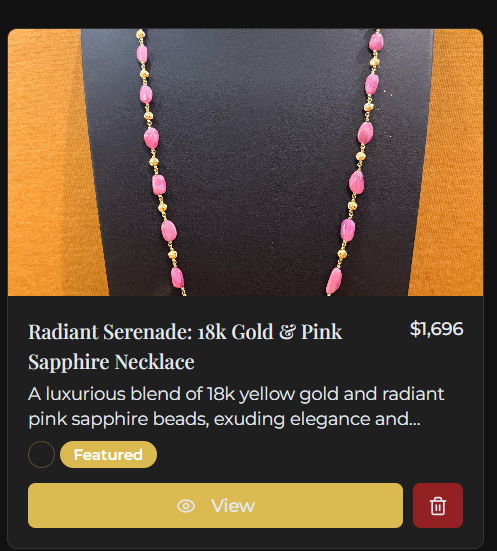 Radiant Serenade: 18k Gold & Pink
Sapphire Necklace
$1,696
A luxurious blend of 18k yellow gold and radiant
pink sapphire beads, exuding elegance and...
Featured
View